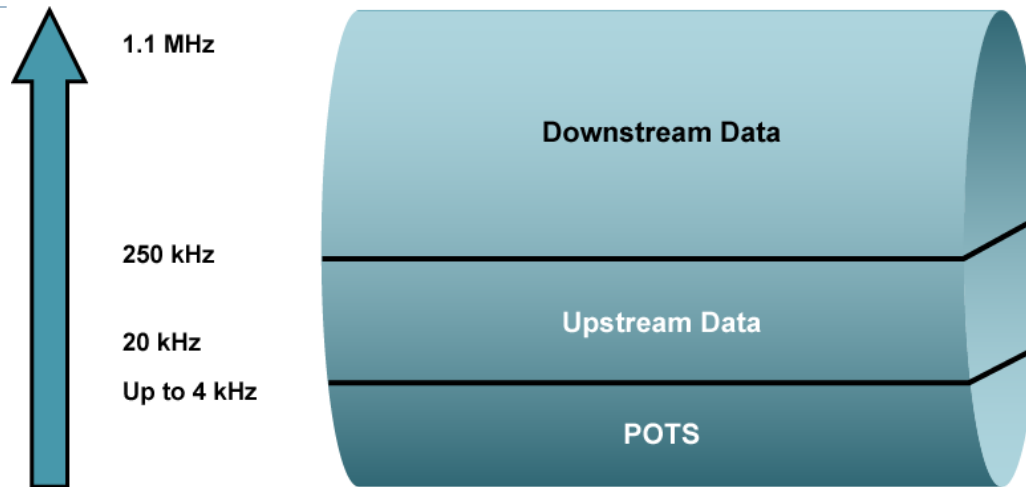 1.1 MHz
Downstream Data
250 kHz
Upstream Data
20 kHz
Up to 4 kHz
POTS